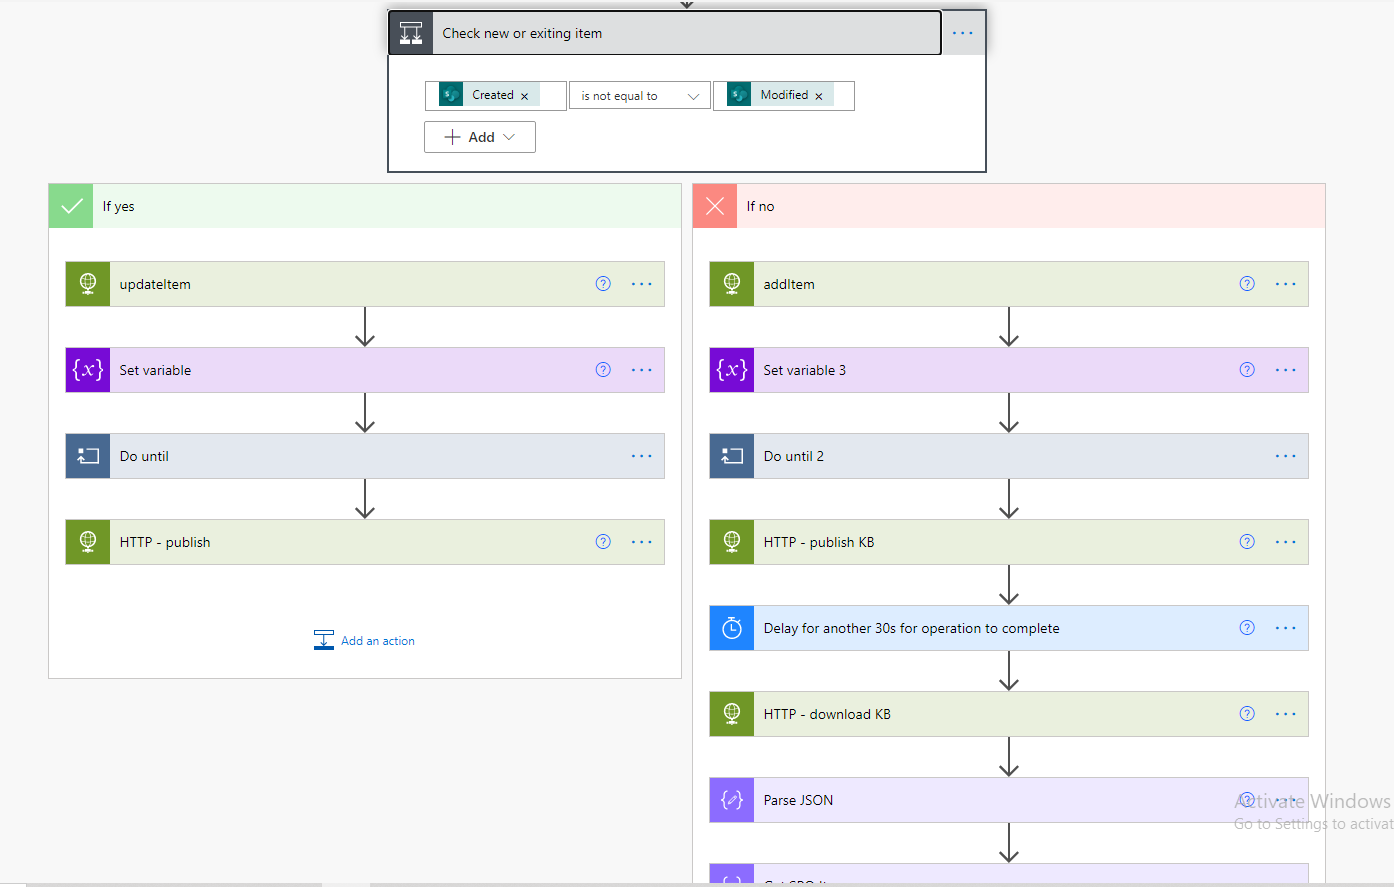 Check new or exiting item
Created
is not equal to
Modified
Add
If yes
updateItem
Set variable
Do until
HTTP - publish
Add an action
If no
addItem
Set variable 3
Do until 2
HTTP - publish KB
Delay for another 30s for operation to complete
HTTP - download KB
Parse JSON
Activate Windows
Go to Settings to activat